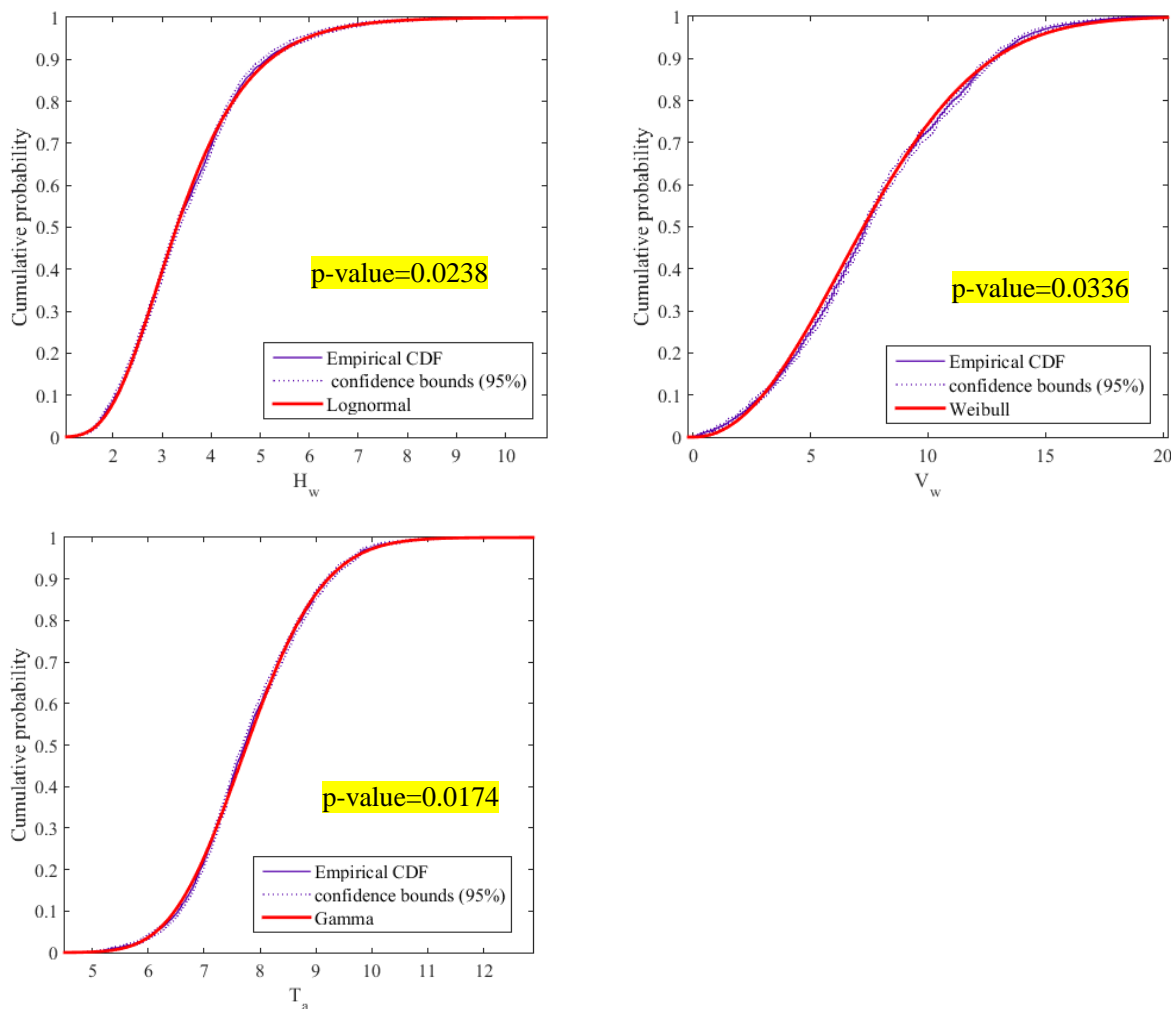 1
0.9
0.8
0.7
0.6
0.5
0.4
0.3
0.2
0.1
0
Cumulative probability
p-value=0.0238
Empirical CDF
confidence bounds (95%)
Lognormal
2 3 4 5 6 7 8 9 10
H_w
1
0.9
0.8
0.7
0.6
0.5
0.4
0.3
0.2
0.1
0
Cumulative probability
p-value=0.0336
Empirical CDF
confidence bounds (95%)
Weibull
0 5 10 15 20
V_w
1
0.9
0.8
0.7
0.6
0.5
0.4
0.3
0.2
0.1
0
Cumulative probability
p-value=0.0174
Empirical CDF
confidence bounds (95%)
Gamma
5 6 7 8 9 10 11 12
T_a